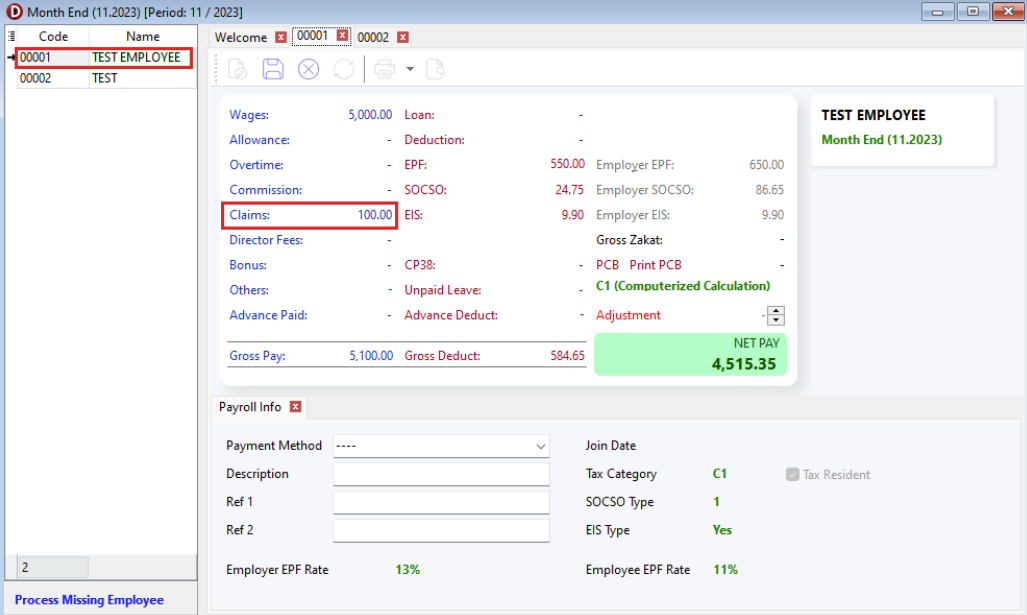 Month End (11.2023) [Period: 11 / 2023]
Code Name
00001 TEST EMPLOYEE
00002 TEST
2
Process Missing Employee
Welcome 00001 00002
Wages: 5,000.00 Loan: -
Allowance: - Deduction: -
Overtime: - EPF: 550.00 Employer EPF: 650.00
Commission: - SOCSO: 24.75 Employer SOCSO: 86.65
Claims: 100.00 EIS: 9.90 Employer EIS: 9.90
Director Fees: - Gross Zakat: -
Bonus: - CP38: - PCB Print PCB -
Others: - Unpaid Leave: - C1 (Computerized Calculation)
Advance Paid: - Advance Deduct: - Adjustment -
Gross Pay: 5,100.00 Gross Deduct: 584.65
NET PAY
4,515.35
TEST EMPLOYEE
Month End (11.2023)
Payroll Info
Payment Method ---- Join Date
Description Tax Category C1 Tax Resident
Ref 1 SOCSO Type 1
Ref 2 EIS Type Yes
Employer EPF Rate 13% Employee EPF Rate 11%